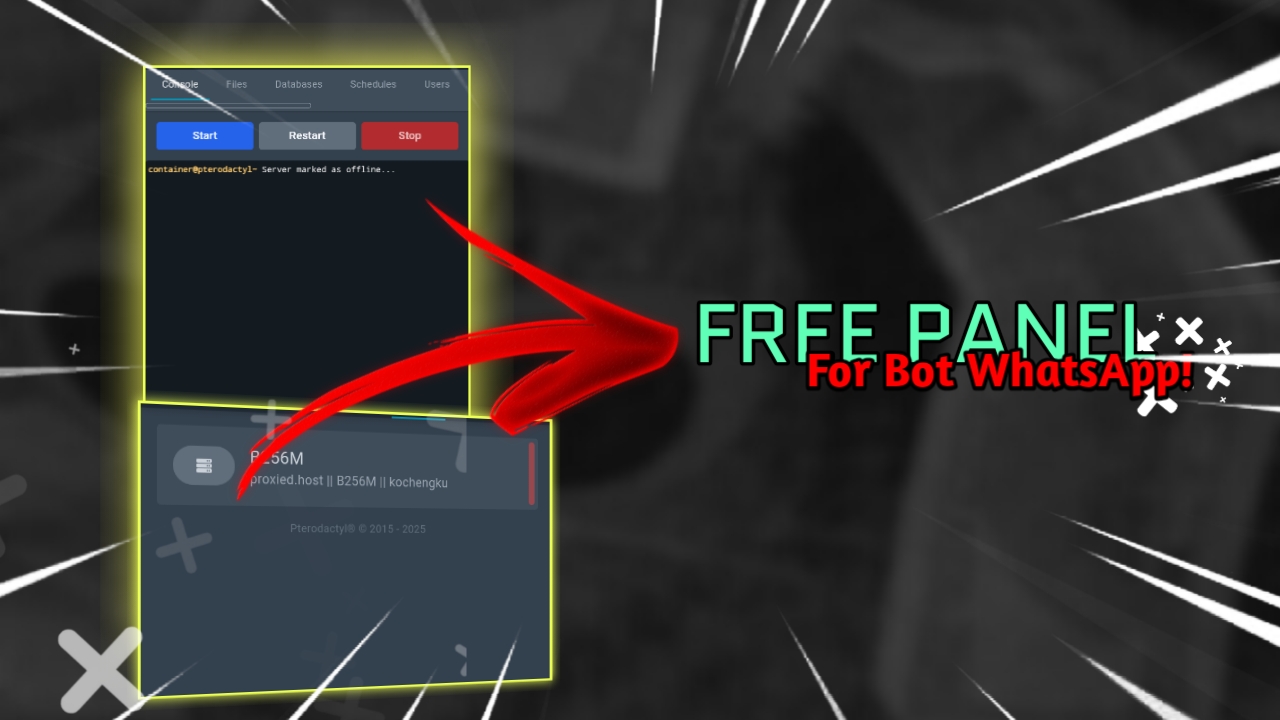 Console Files Databases Schedules Users
Start Restart Stop
container@pterodactyl~ Server marked as offline...
FREE PANEL
For Bot WhatsApp!
B256M
proxied.host || B256M || kochengku
Pterodactyl® © 2015 - 2025